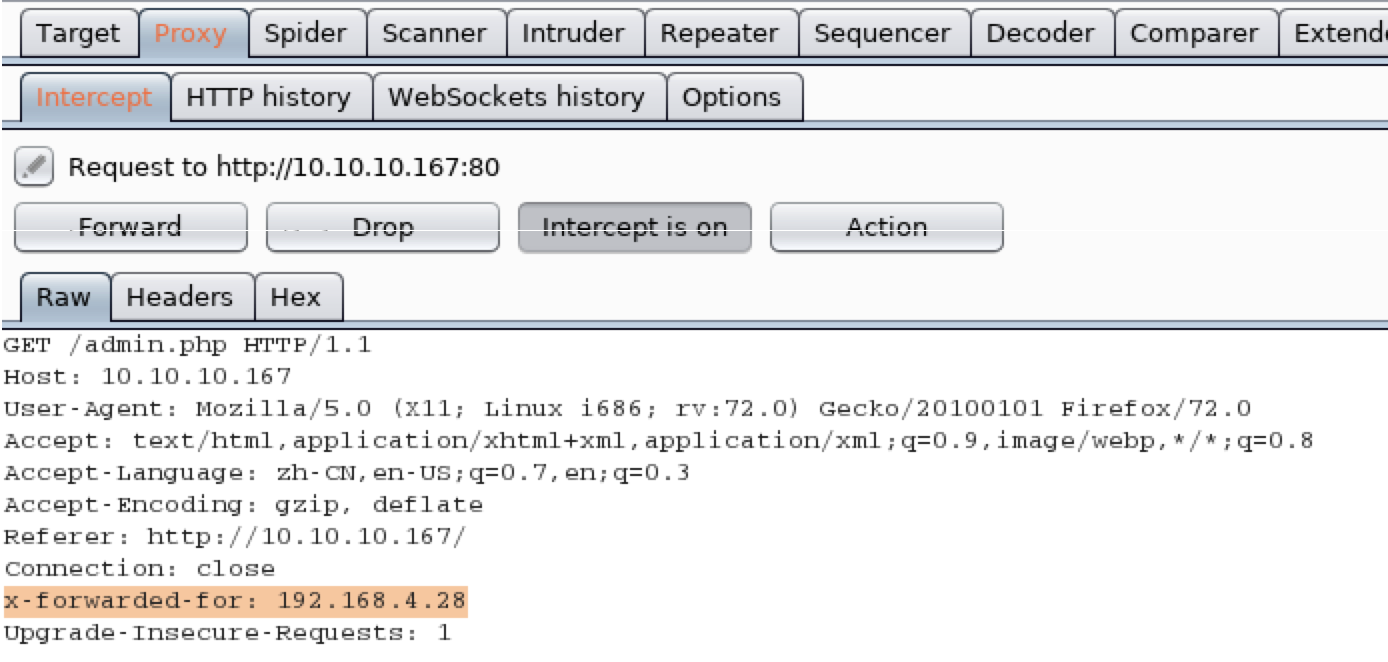 Target Proxy Spider Scanner Intruder Repeater Sequencer Decoder Comparer Extende
Intercept HTTP history WebSockets history Options
Request to http://10.10.10.167:80
Forward Drop Intercept is on Action
Raw Headers Hex
GET /admin.php HTTP/1.1
Host: 10.10.10.167
User-Agent: Mozilla/5.0 (X11; Linux i686; rv:72.0) Gecko/20100101 Firefox/72.0
Accept: text/html,application/xhtml+xml,application/xml;q=0.9,image/webp,*/*;q=0.8
Accept-Language: zh-CN,en-US;q=0.7,en;q=0.3
Accept-Encoding: gzip, deflate
Referer: http://10.10.10.167/
Connection: close
x-forwarded-for: 192.168.4.28
Upgrade-Insecure-Requests: 1